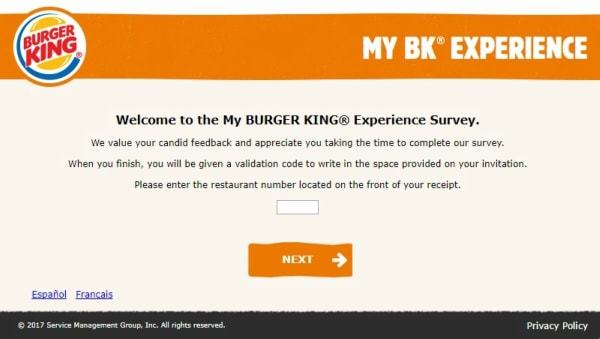 BURGER
KING
MY BK® EXPERIENCE
Welcome to the My BURGER KING® Experience Survey.
We value your candid feedback and appreciate you taking the time to complete our survey.
When you finish, you will be given a validation code to write in the space provided on your invitation.
Please enter the restaurant number located on the front of your receipt.
NEXT
Español Français
© 2017 Service Management Group, Inc. All rights reserved.
Privacy Policy